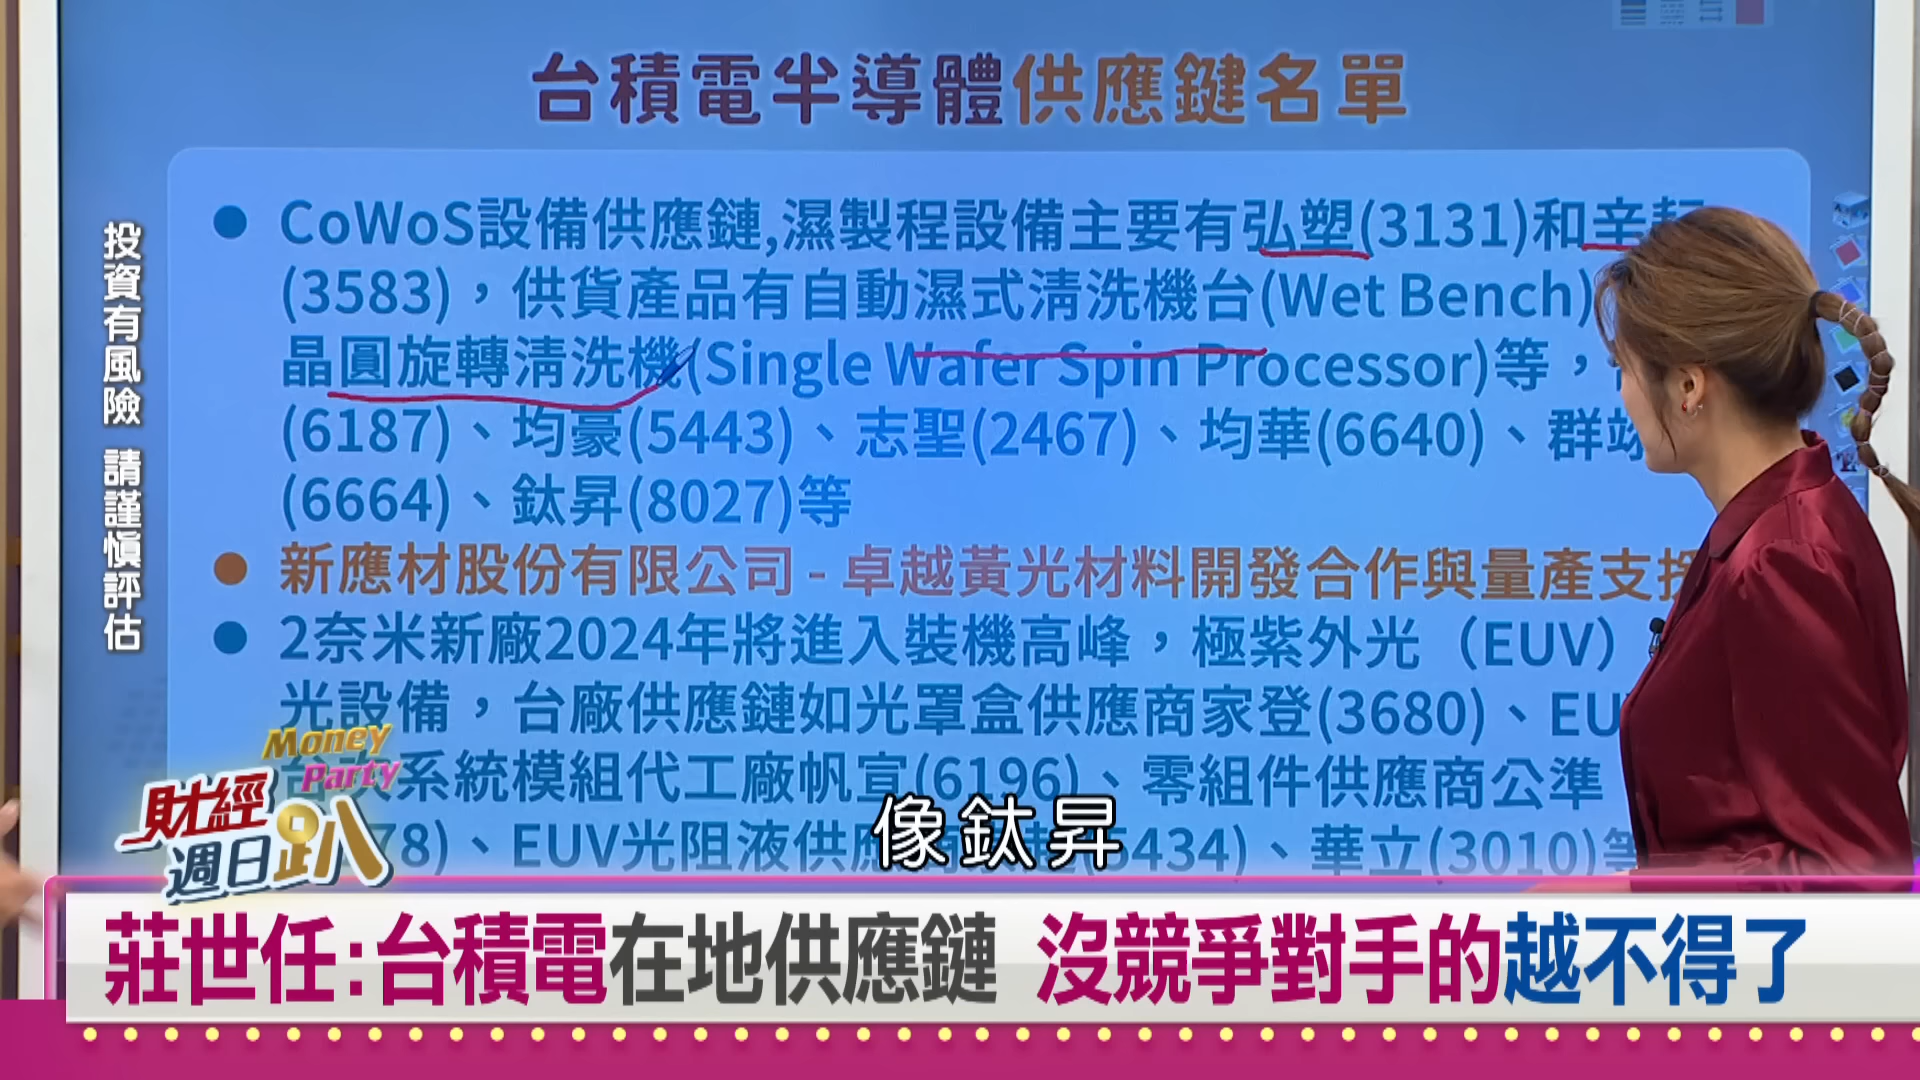 台積電半導體供應鍵名單
投資有風險 請謹慎評估
● CoWoS設備供應鏈,濕製程設備主要有弘塑(3131)和辛耘
(3583)，供貨產品有自動濕式清洗機台(Wet Bench)
晶圓旋轉清洗機(Single Wafer Spin Processor)等，
(6187)、均豪(5443)、志聖(2467)、均華(6640)、群翊
(6664)、鈦昇(8027)等
● 新應材股份有限公司 - 卓越黃光材料開發合作與量產支援
● 2奈米新廠2024年將進入裝機高峰，極紫外光（EUV）
光設備，台廠供應鏈如光罩盒供應商家登(3680)、EU
系統模組代工廠帆宣(6196)、零組件供應商公準
78)、EUV光阻液供應商崇越(5434)、華立(3010)等
Money
Party
財經
週日趴
像鈦昇
莊世任:台積電在地供應鏈 沒競爭對手的越不得了